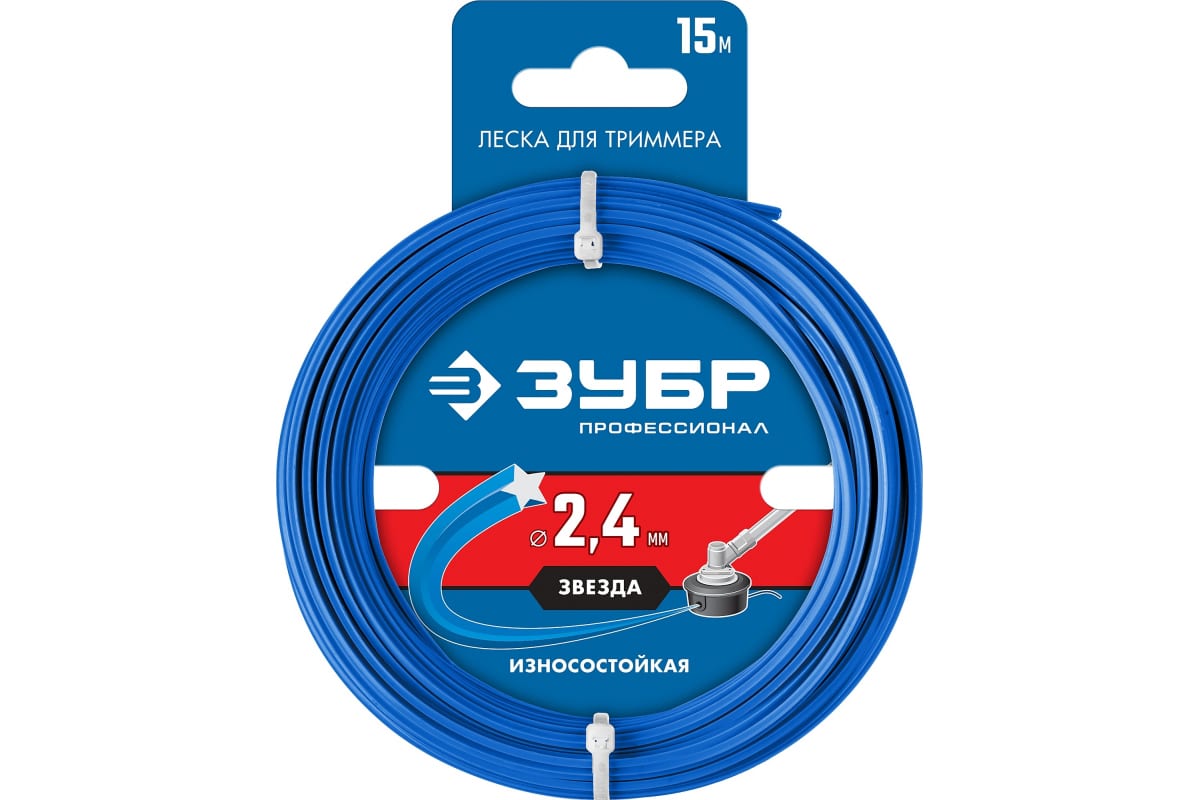 15м
ЛЕСКА ДЛЯ ТРИММЕРА
ЗУБР
ПРОФЕССИОНАЛ
⌀ 2,4 мм
ЗВЕЗДА
ИЗНОСОСТОЙКАЯ